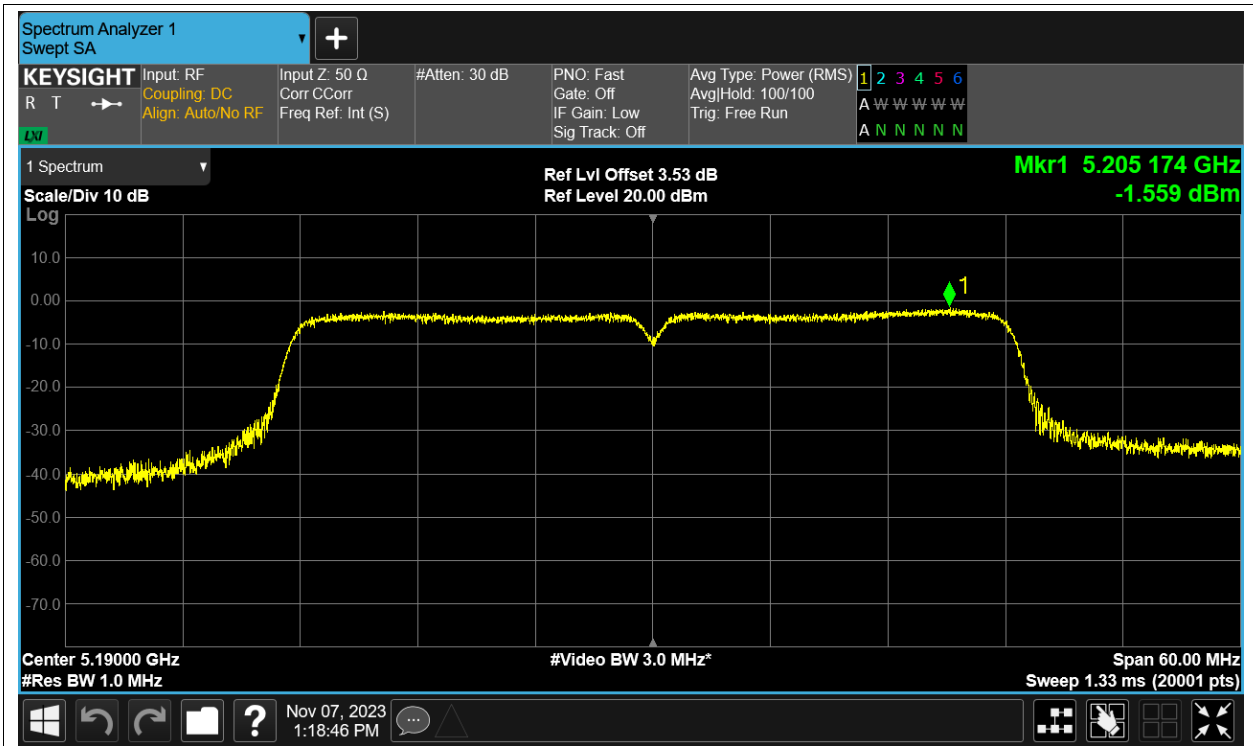 Spectrum Analyzer 1
Swept SA
KEYSIGHT
R T
LXI
Input: RF
Coupling: DC
Align: Auto/No RF
Input Z: 50 Ω
Corr CCorr
Freq Ref: Int (S)
#Atten: 30 dB
PNO: Fast
Gate: Off
IF Gain: Low
Sig Track: Off
Avg Type: Power (RMS)
Avg|Hold: 100/100
Trig: Free Run
1 2 3 4 5 6
A W W W W W
A N N N N N
1 Spectrum
Scale/Div 10 dB
Log
Ref Lvl Offset 3.53 dB
Ref Level 20.00 dBm
Mkr1 5.205 174 GHz
-1.559 dBm
1
10.0
0.00
-10.0
-20.0
-30.0
-40.0
-50.0
-60.0
-70.0
Center 5.19000 GHz
#Res BW 1.0 MHz
#Video BW 3.0 MHz*
Span 60.00 MHz
Sweep 1.33 ms (20001 pts)
?
Nov 07, 2023
1:18:46 PM